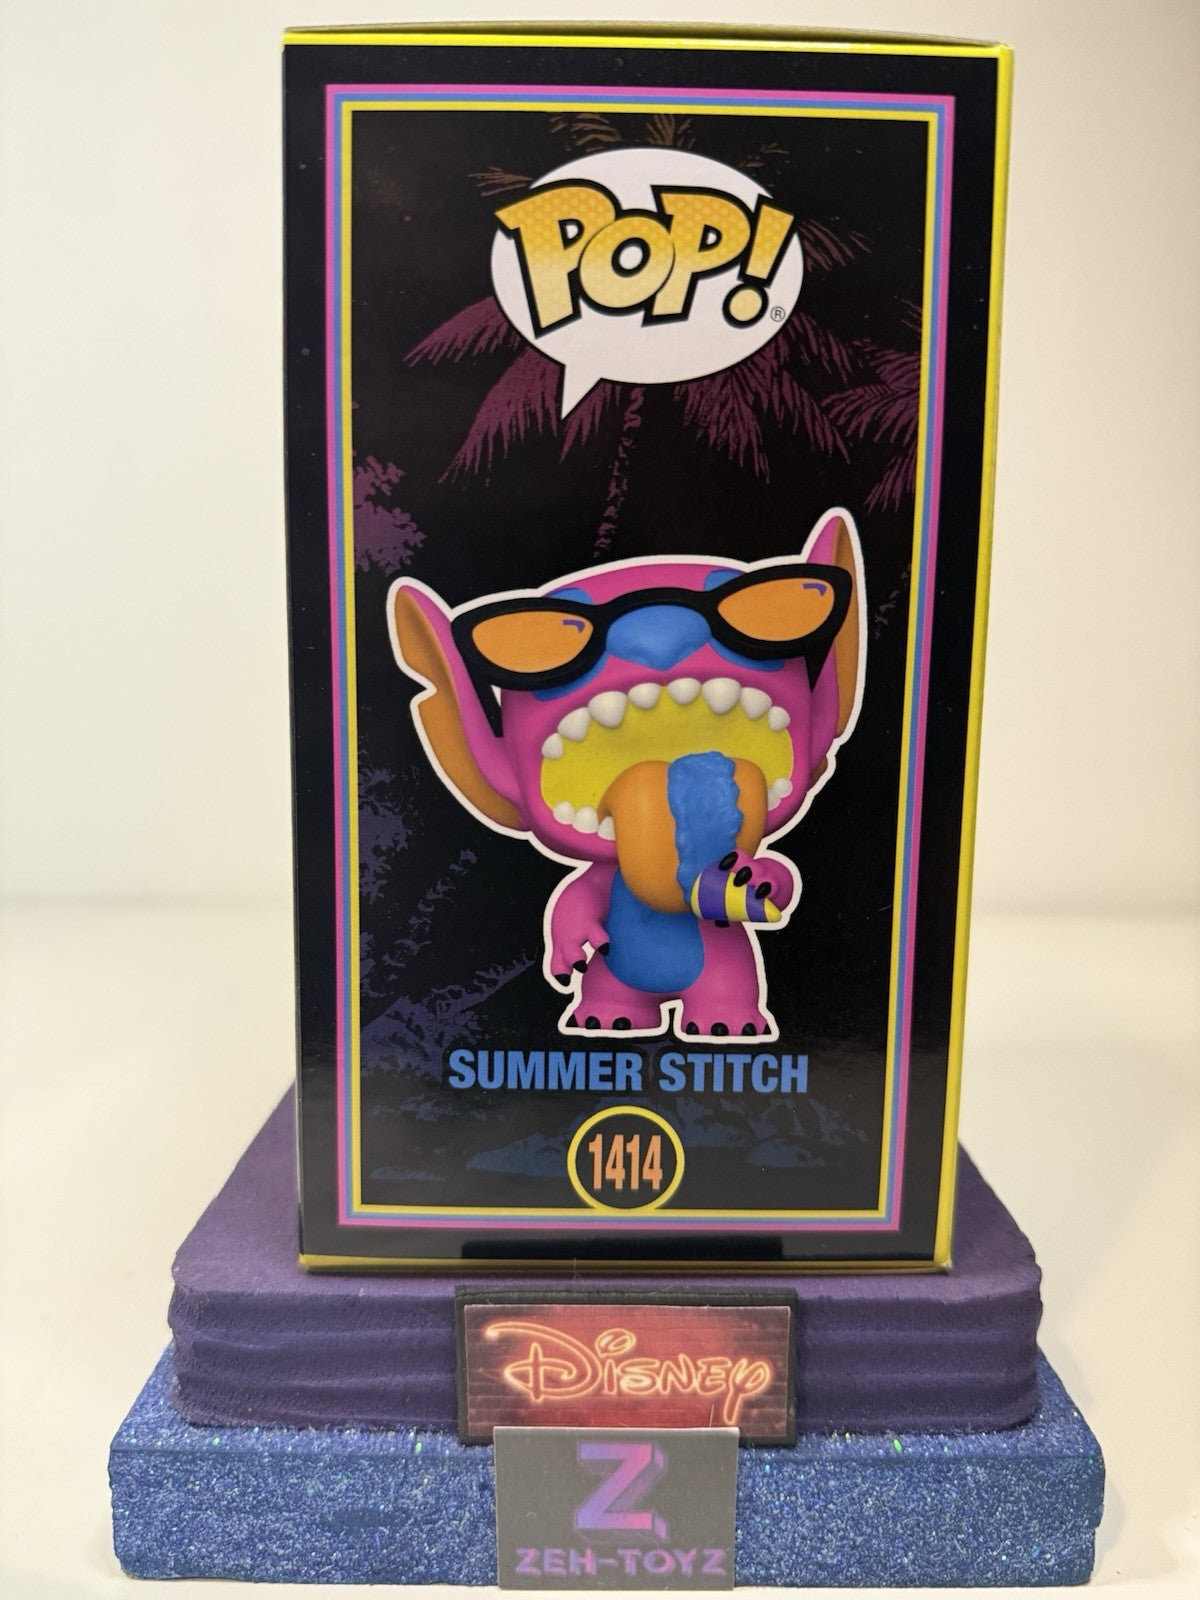 POP!®
SUMMER STITCH
1414
Disney
Z
ZEH-TOYZ